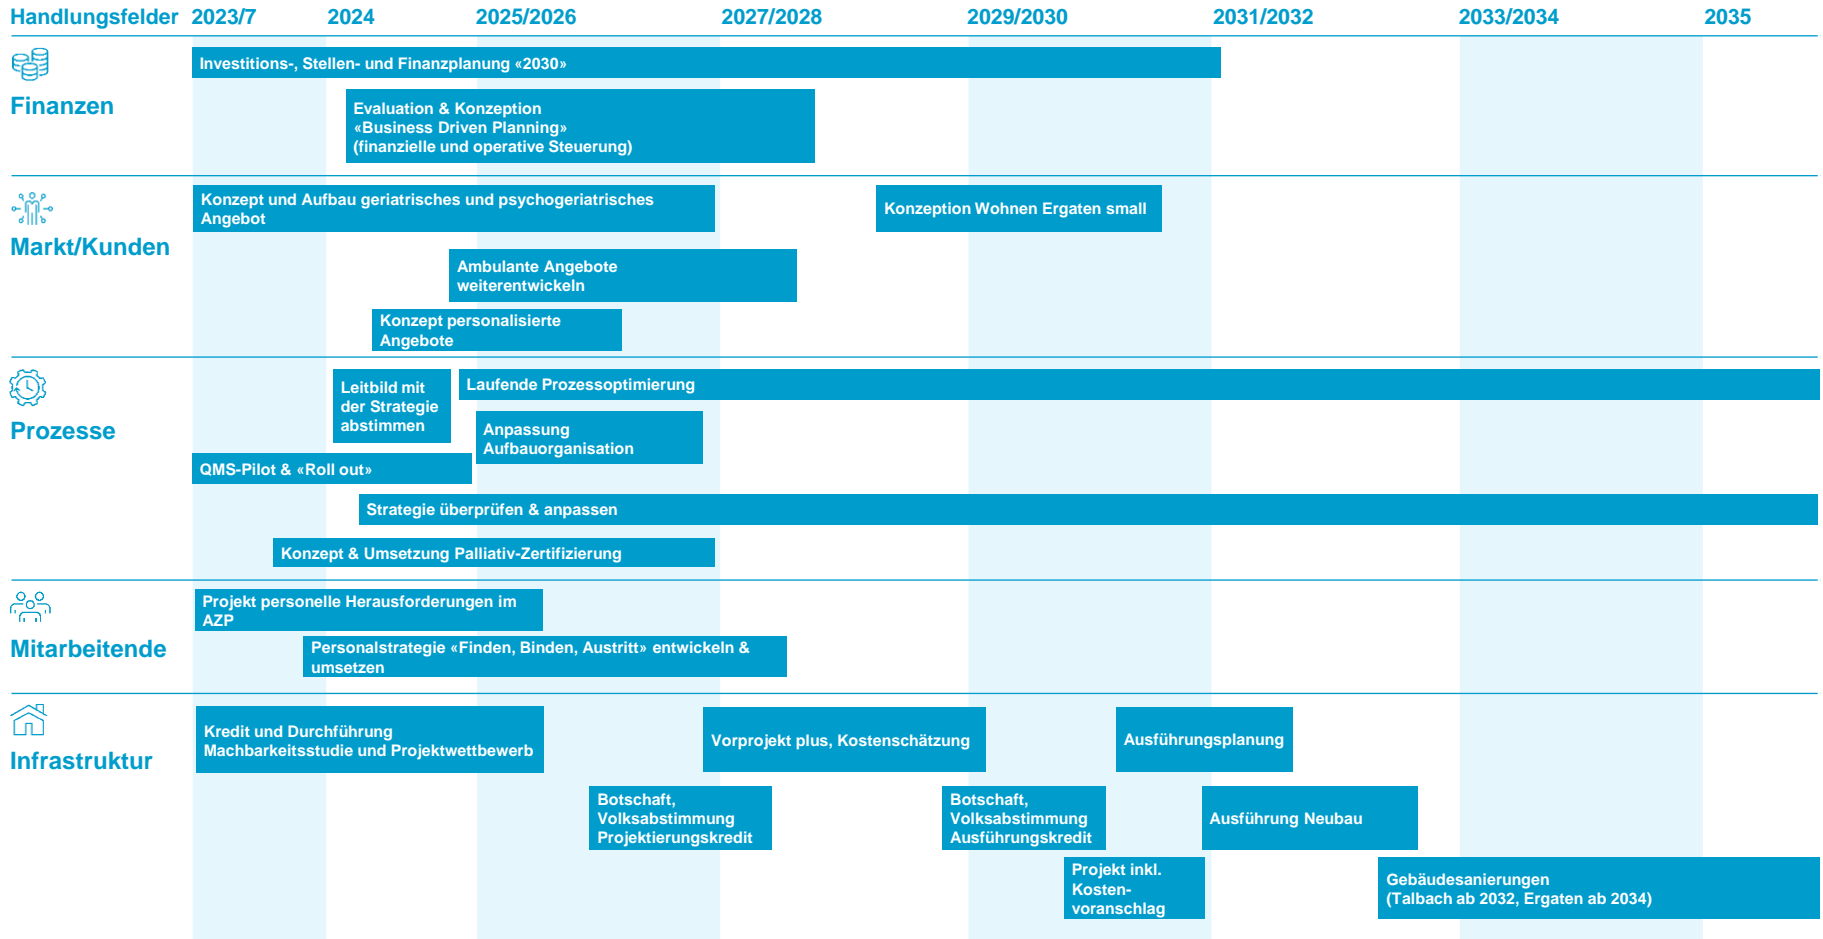 Handlungsfelder 2023/7 2024 2025/2026 2027/2028 2029/2030 2031/2032 2033/2034 2035
Finanzen
Investitions-, Stellen- und Finanzplanung «2030»
Evaluation & Konzeption
«Business Driven Planning»
(finanzielle und operative Steuerung)
Markt/Kunden
Konzept und Aufbau geriatrisches und psychogeriatrisches
Angebot
Konzeption Wohnen Ergaten small
Ambulante Angebote
weiterentwickeln
Konzept personalisierte
Angebote
Prozesse
Leitbild mit
der Strategie
abstimmen
Laufende Prozessoptimierung
Anpassung
Aufbauorganisation
QMS-Pilot & «Roll out»
Strategie überprüfen & anpassen
Konzept & Umsetzung Palliativ-Zertifizierung
Mitarbeitende
Projekt personelle Herausforderungen im
AZP
Personalstrategie «Finden, Binden, Austritt» entwickeln &
umsetzen
Infrastruktur
Kredit und Durchführung
Machbarkeitsstudie und Projektwettbewerb
Vorprojekt plus, Kostenschätzung
Ausführungsplanung
Botschaft,
Volksabstimmung
Projektierungskredit
Botschaft,
Volksabstimmung
Ausführungskredit
Ausführung Neubau
Projekt inkl.
Kosten-
voranschlag
Gebäudesanierungen
(Talbach ab 2032, Ergaten ab 2034)